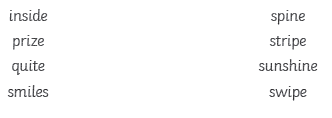 inside spine
prize stripe
quite sunshine
smiles swipe